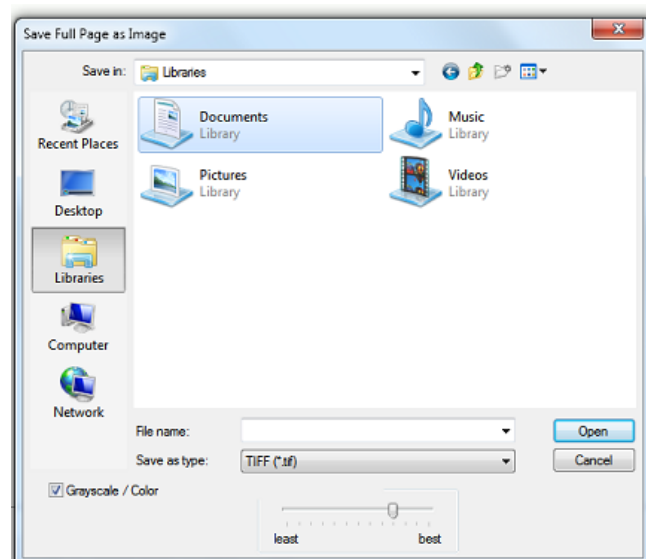 Save Full Page as Image
Save in: Libraries
Recent Places
Desktop
Libraries
Computer
Network
Documents
Library
Music
Library
Pictures
Library
Videos
Library
File name:
Open
Save as type: TIFF (*.tif)
Cancel
Grayscale / Color
least best